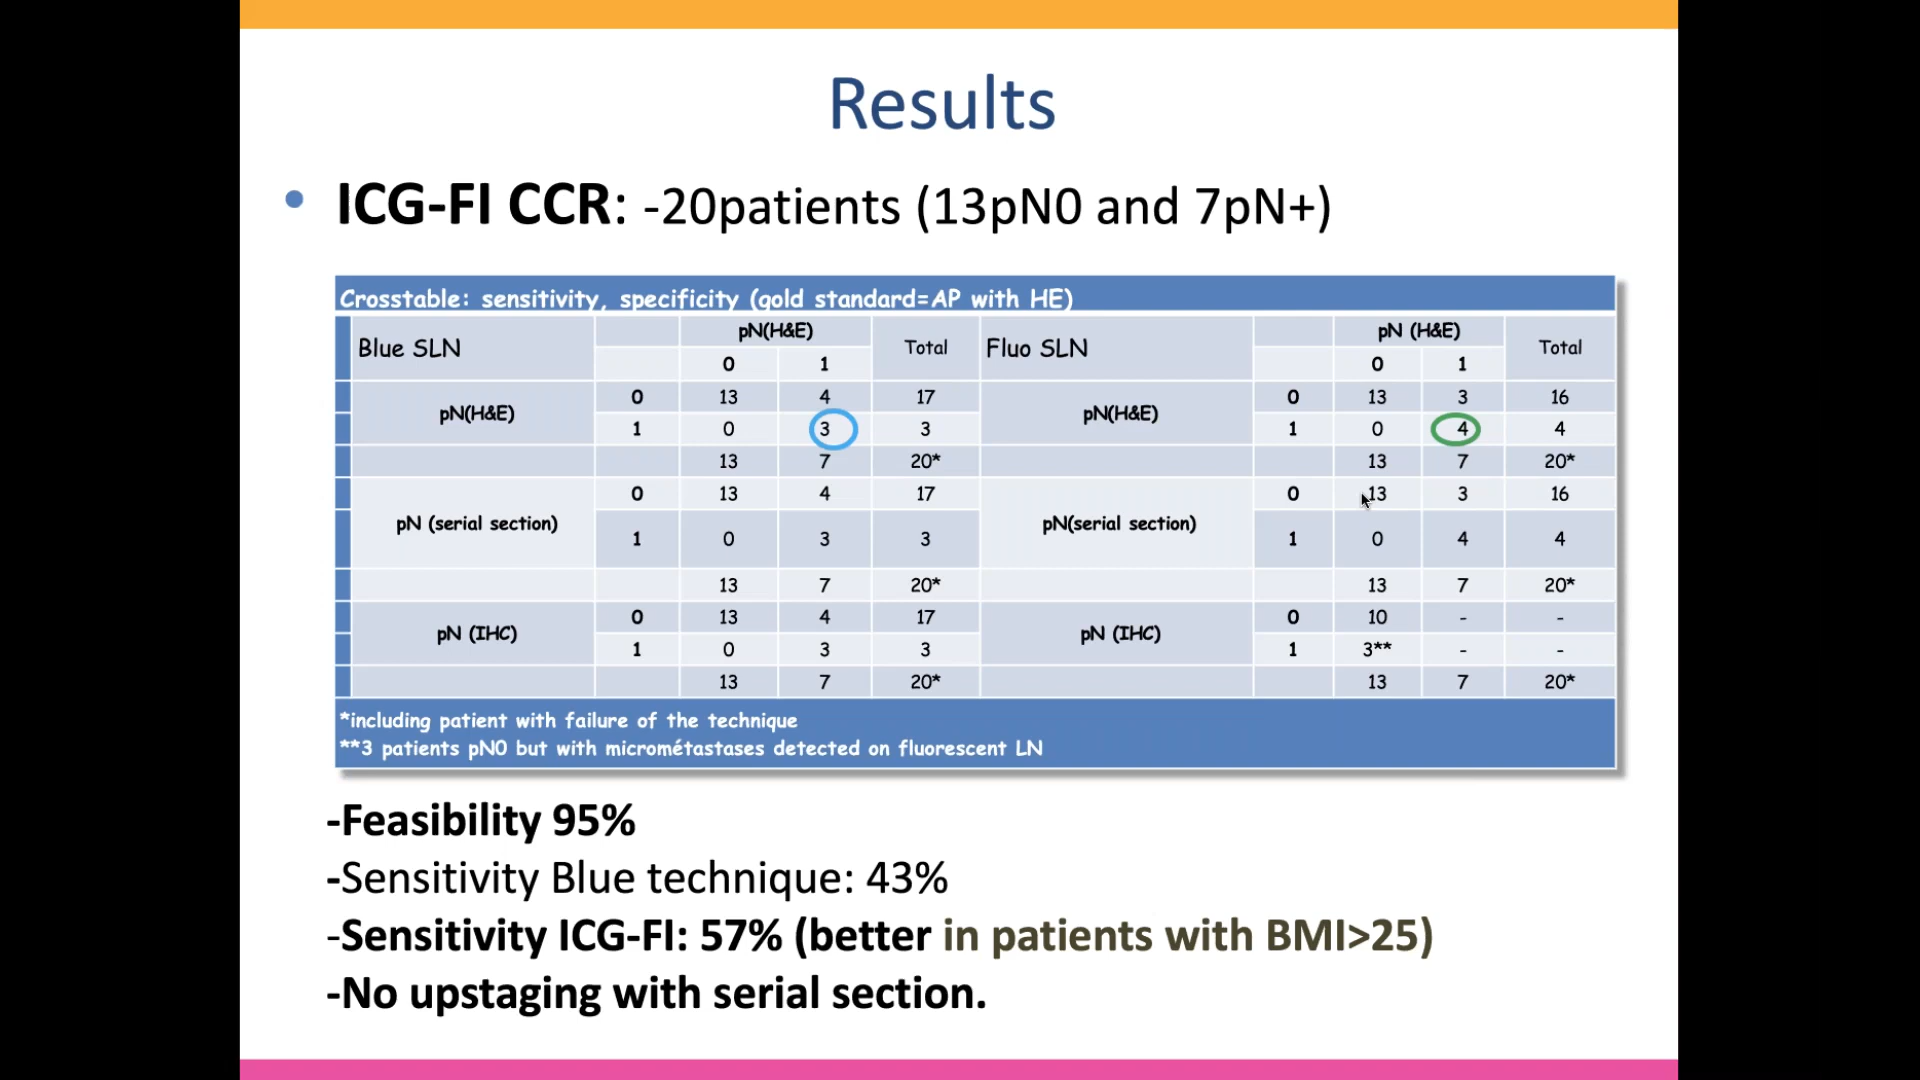 Results
• ICG-FI CCR: -20patients (13pN0 and 7pN+)
Crosstable: sensitivity, specificity (gold standard=AP with HE)
Blue SLN pN(H&E) Total Fluo SLN pN (H&E) Total
0 1 0 1
pN(H&E) 0 13 4 17 pN(H&E) 0 13 3 16
1 0 3 3 1 0 4 4
13 7 20* 13 7 20*
pN (serial section) 0 13 4 17 pN(serial section) 0 13 3 16
1 0 3 3 1 0 4 4
13 7 20* 13 7 20*
pN (IHC) 0 13 4 17 pN (IHC) 0 10 - -
1 0 3 3 1 3** - -
13 7 20* 13 7 20*
*including patient with failure of the technique
**3 patients pN0 but with micrométastases detected on fluorescent LN
-Feasibility 95%
-Sensitivity Blue technique: 43%
-Sensitivity ICG-FI: 57% (better in patients with BMI>25)
-No upstaging with serial section.